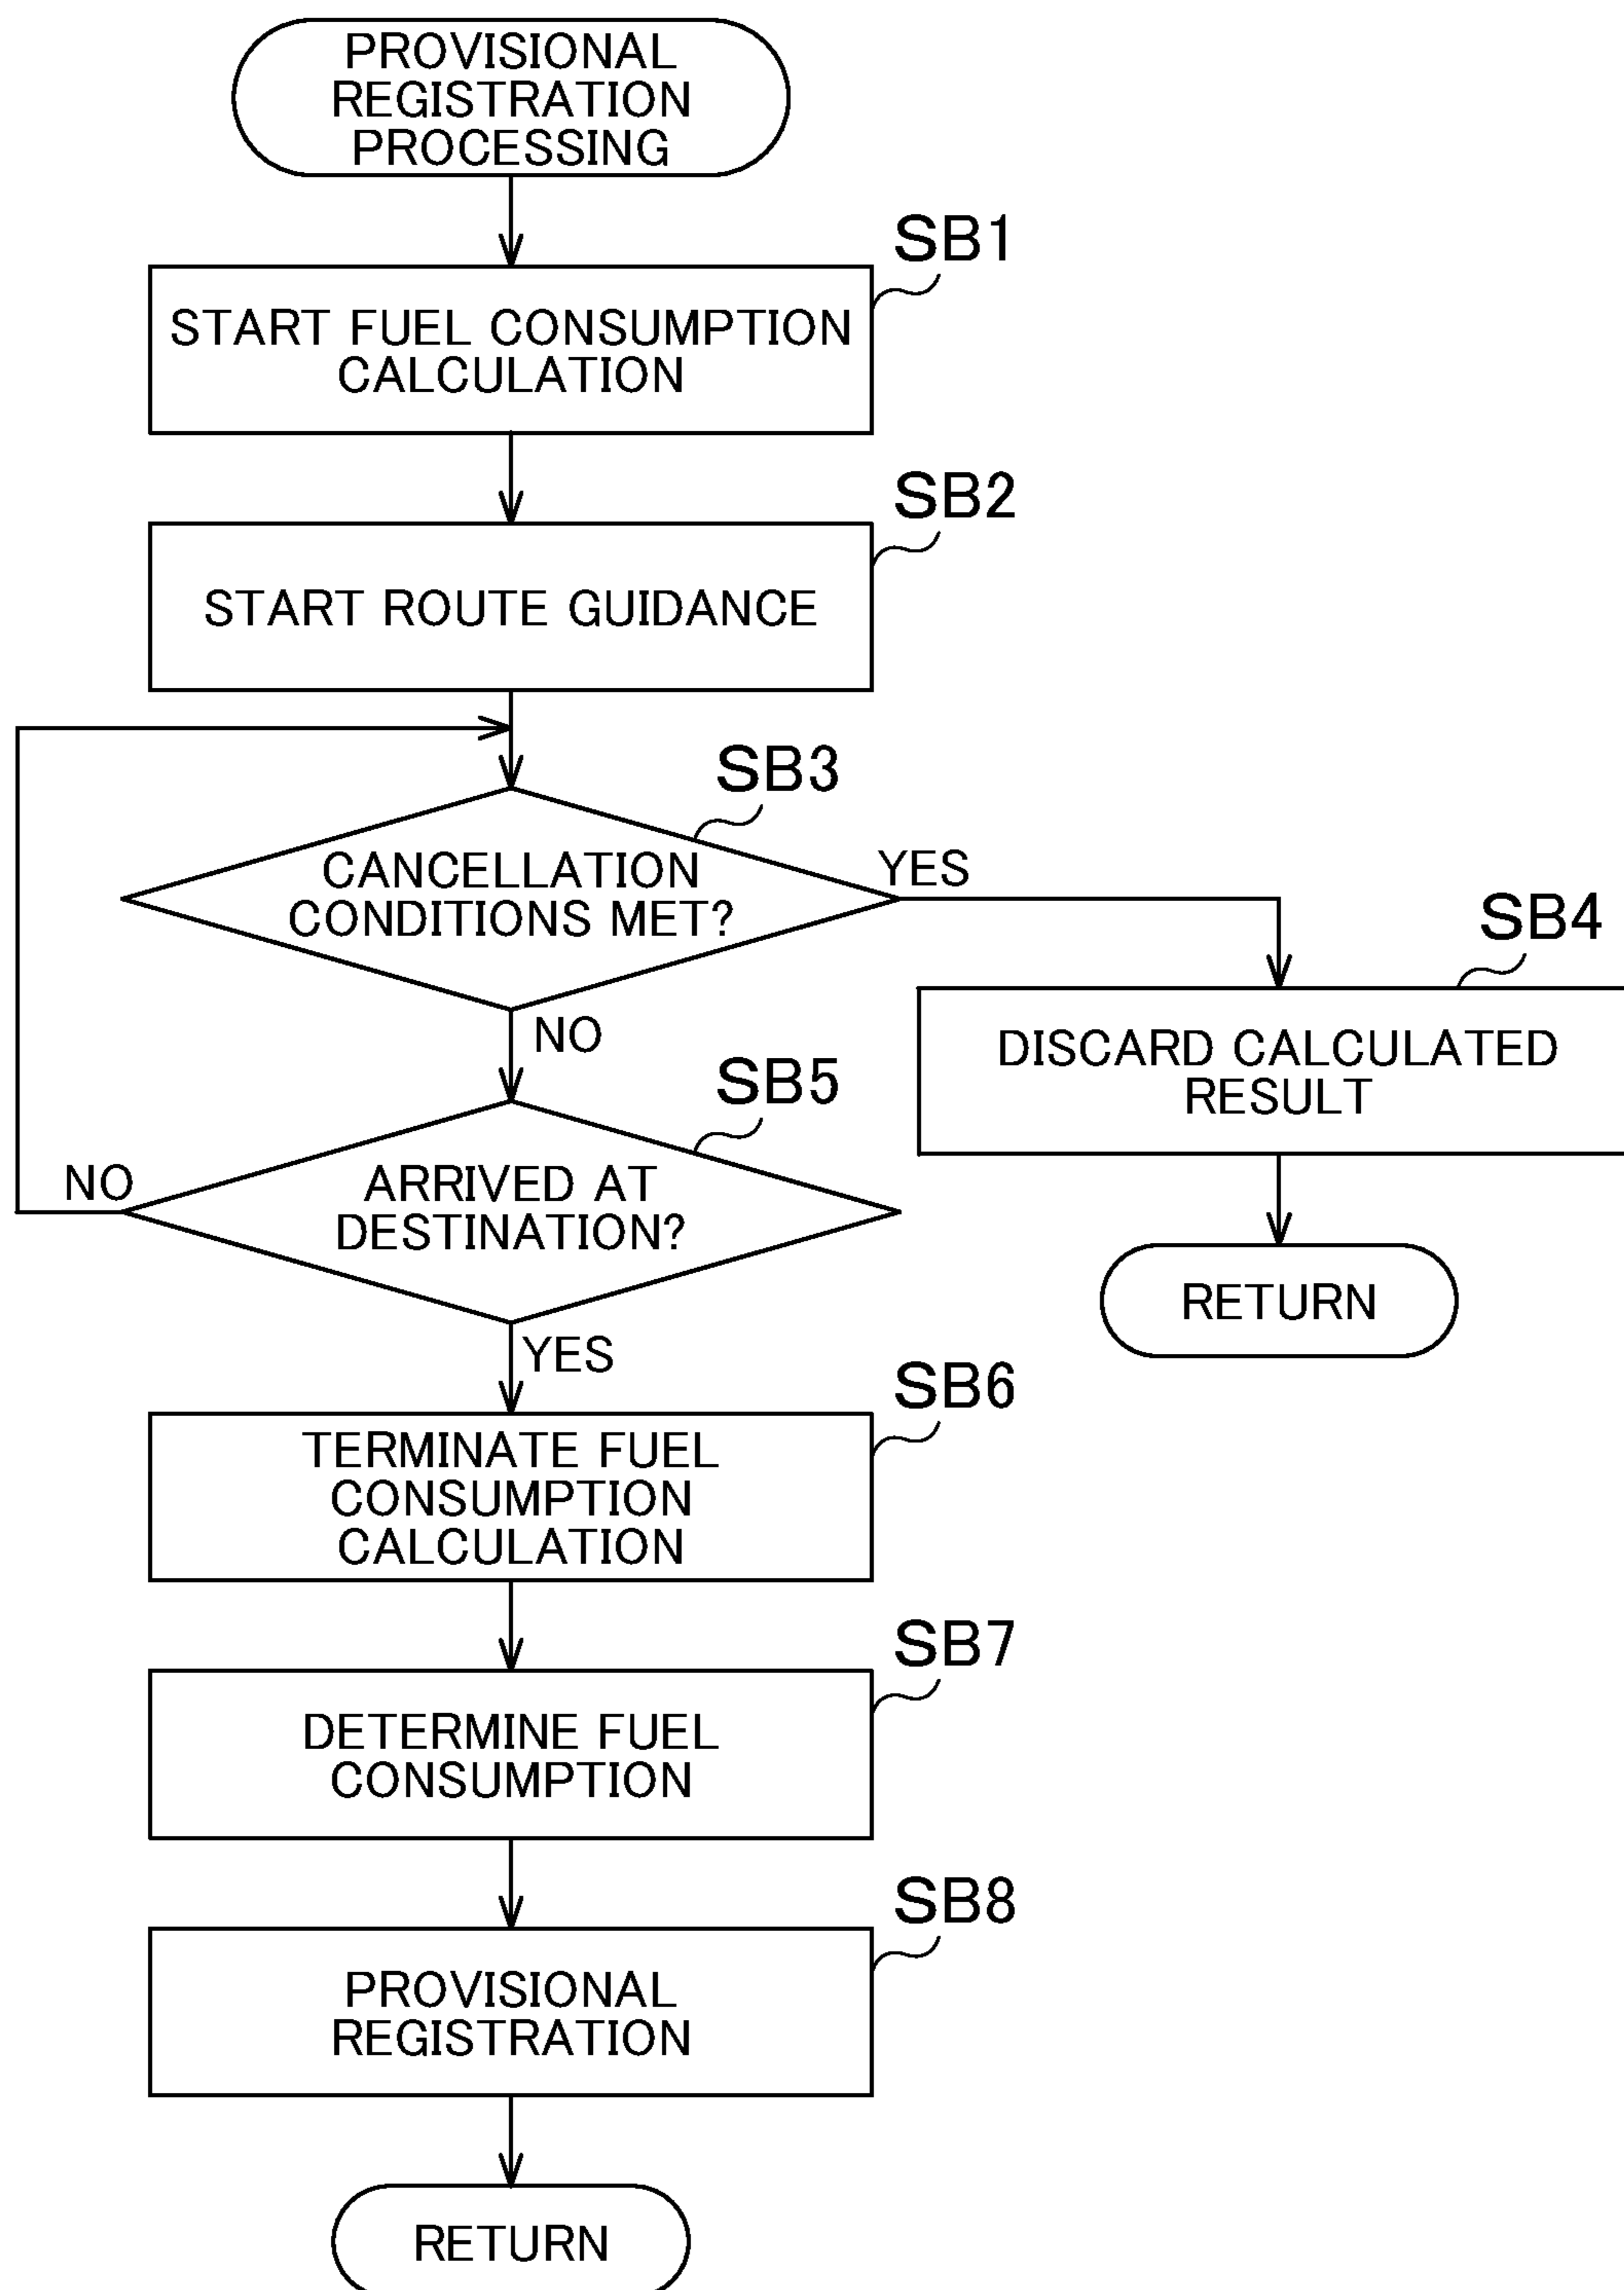 PROVISIONAL
REGISTRATION
PROCESSING
SB1
START FUEL CONSUMPTION
CALCULATION
SB2
START ROUTE GUIDANCE
SB3
CANCELLATION
CONDITIONS MET?
YES
SB4
DISCARD CALCULATED
RESULT
RETURN
NO
SB5
ARRIVED AT
DESTINATION?
NO
YES
SB6
TERMINATE FUEL
CONSUMPTION
CALCULATION
SB7
DETERMINE FUEL
CONSUMPTION
SB8
PROVISIONAL
REGISTRATION
RETURN